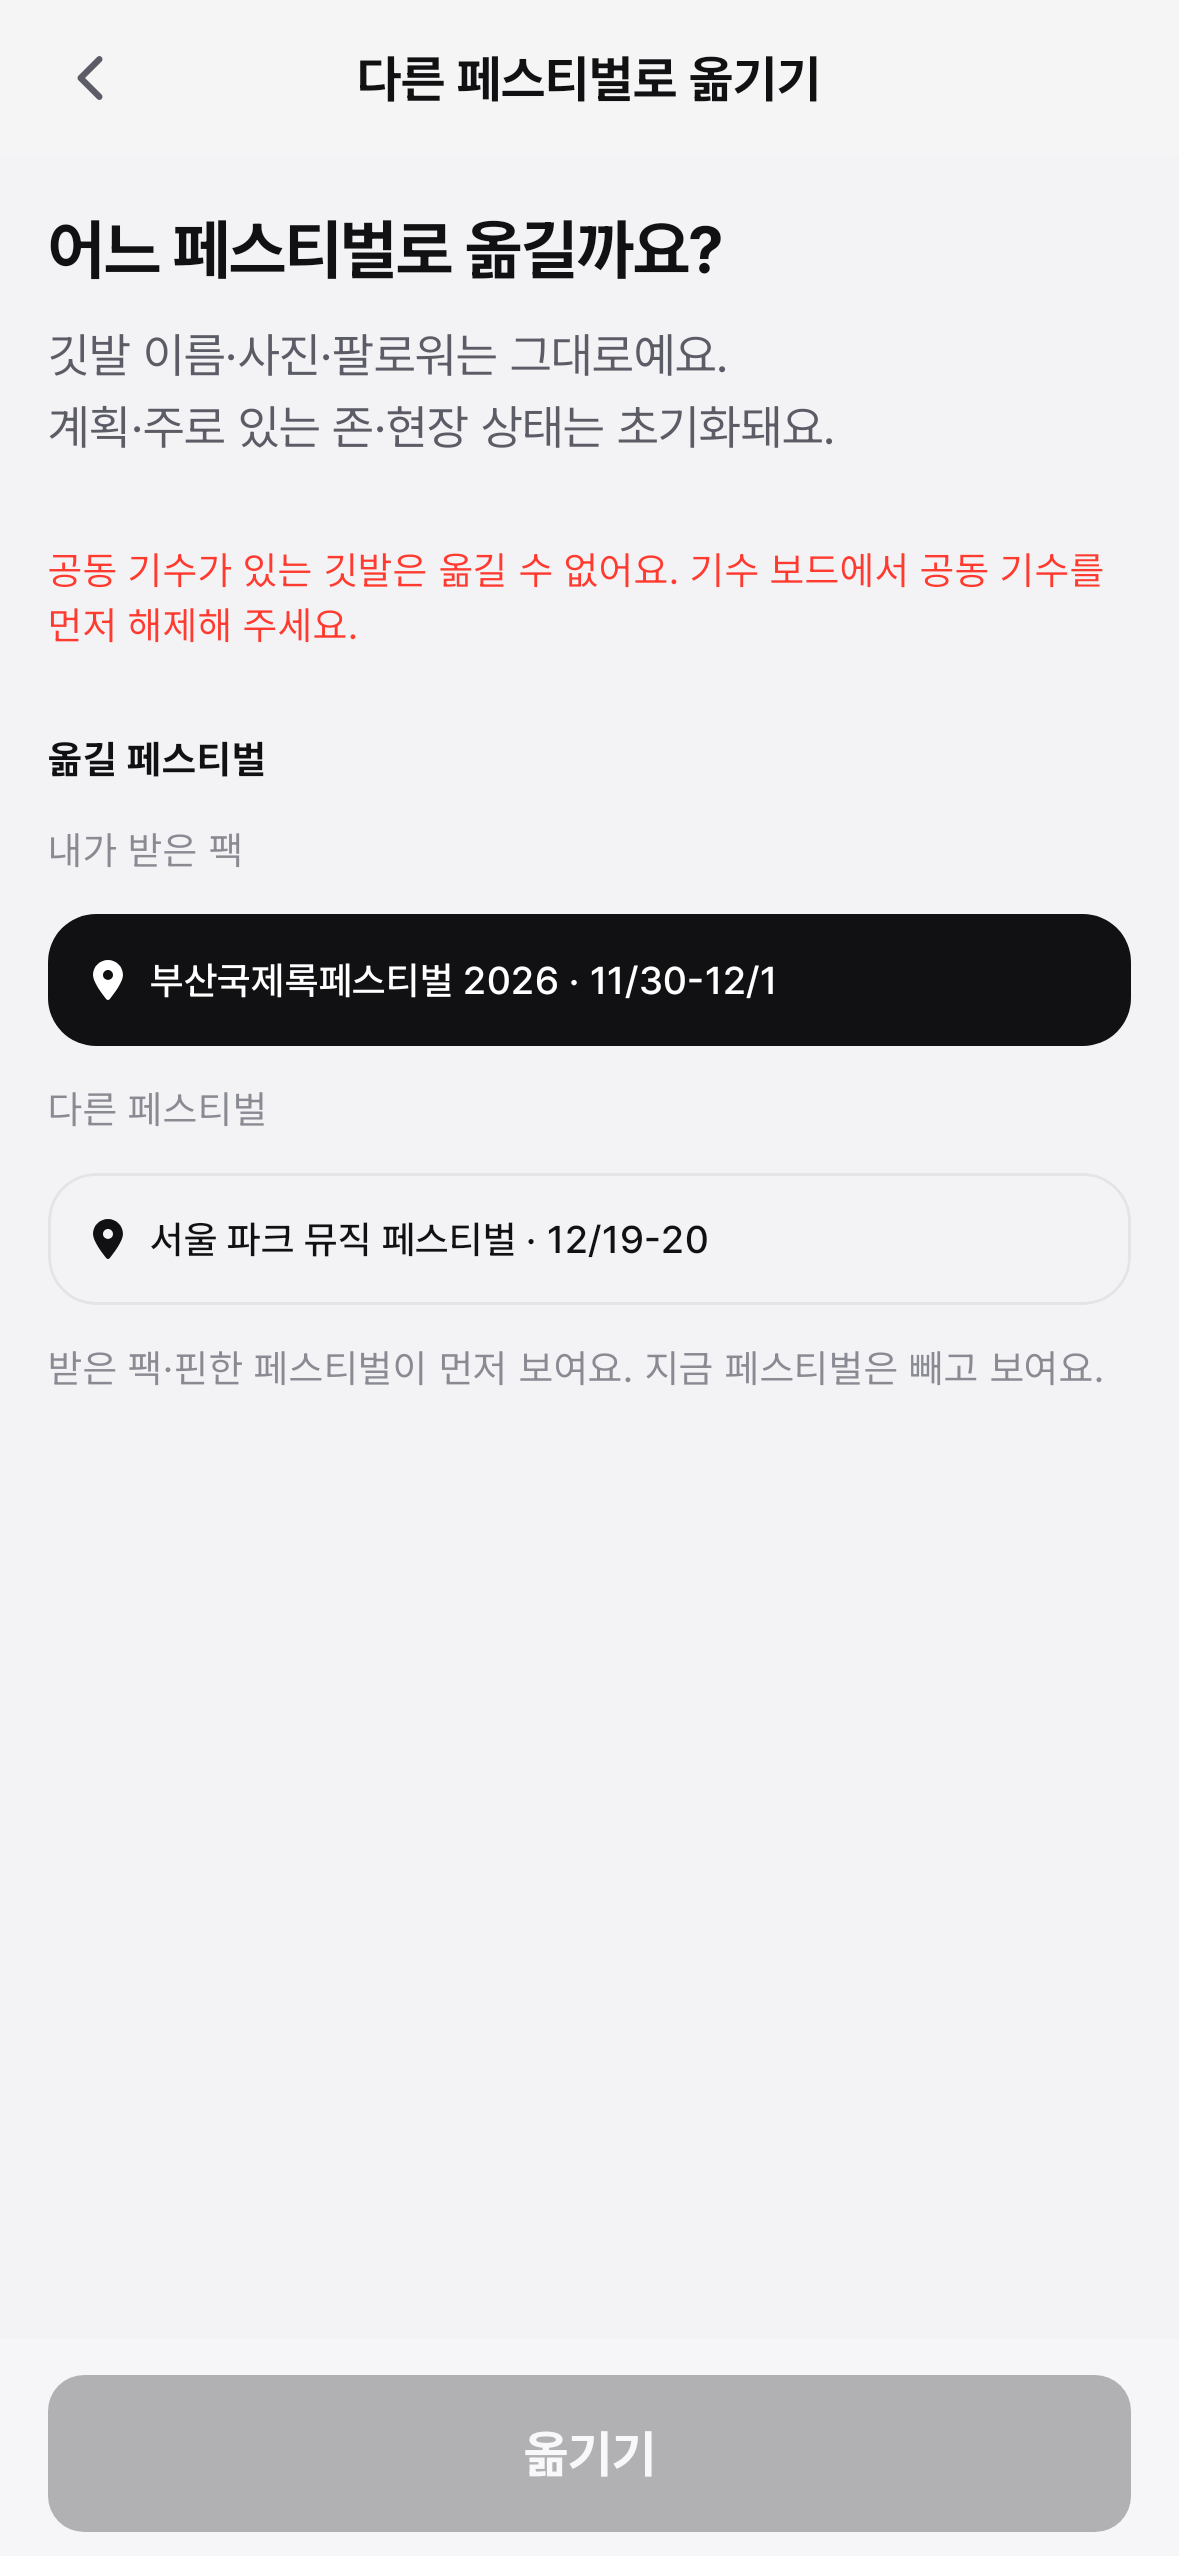 다른 페스티벌로 옮기기
어느 페스티벌로 옮길까요?
깃발 이름·사진·팔로워는 그대로예요.
계획·주로 있는 존·현장 상태는 초기화돼요.
공동 기수가 있는 깃발은 옮길 수 없어요. 기수 보드에서 공동 기수를
먼저 해제해 주세요.
옮길 페스티벌
내가 받은 팩
부산국제록페스티벌 2026 · 11/30-12/1
다른 페스티벌
서울 파크 뮤직 페스티벌 · 12/19-20
받은 팩·핀한 페스티벌이 먼저 보여요. 지금 페스티벌은 빼고 보여요.
옮기기